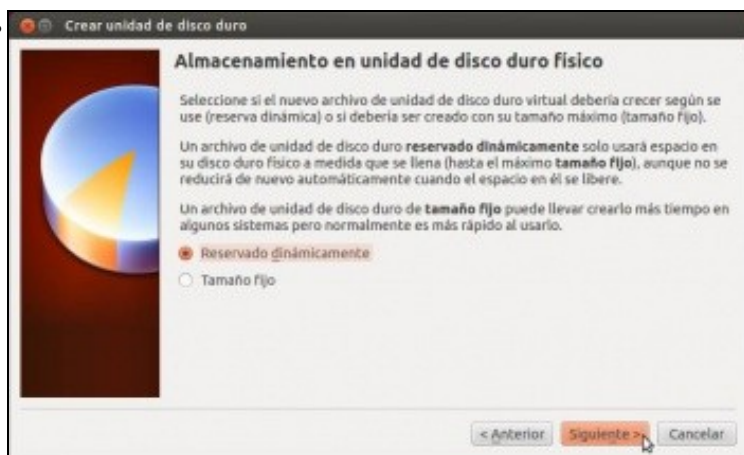 Crear unidad de disco duro
Almacenamiento en unidad de disco duro físico
Seleccione si el nuevo archivo de unidad de disco duro virtual debería crecer según se
use (reserva dinámica) o si debería ser creado con su tamaño máximo (tamaño fijo).
Un archivo de unidad de disco duro reservado dinámicamente solo usará espacio en
su disco duro físico a medida que se llena (hasta el máximo tamaño fijo), aunque no se
reducirá de nuevo automáticamente cuando el espacio en él se libere.
Un archivo de unidad de disco duro de tamaño fijo puede llevar crearlo más tiempo en
algunos sistemas pero normalmente es más rápido al usarlo.
Reservado dinámicamente
Tamaño fijo
< Anterior Siguiente > Cancelar